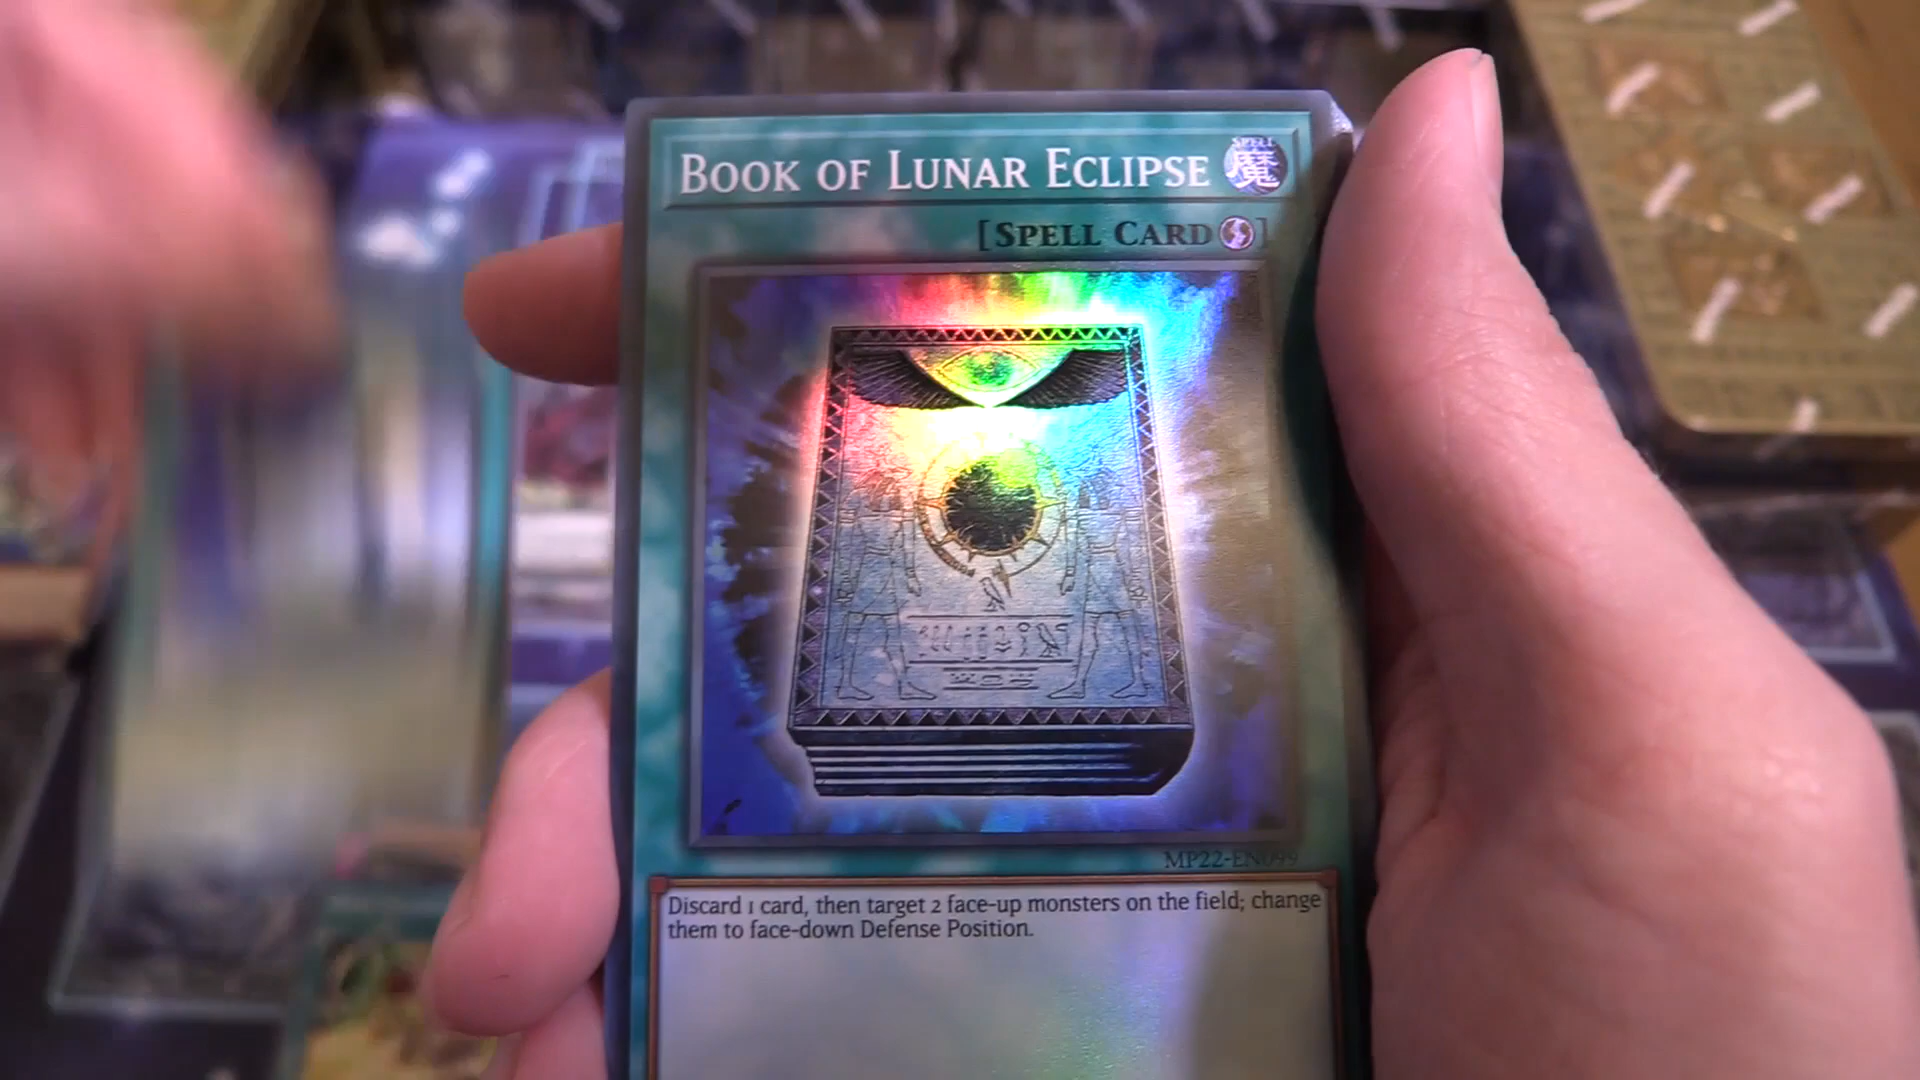 BOOK OF LUNAR ECLIPSE
SPELL
魔
[SPELL CARD]
MP22-EN099
Discard 1 card, then target 2 face-up monsters on the field; change
them to face-down Defense Position.